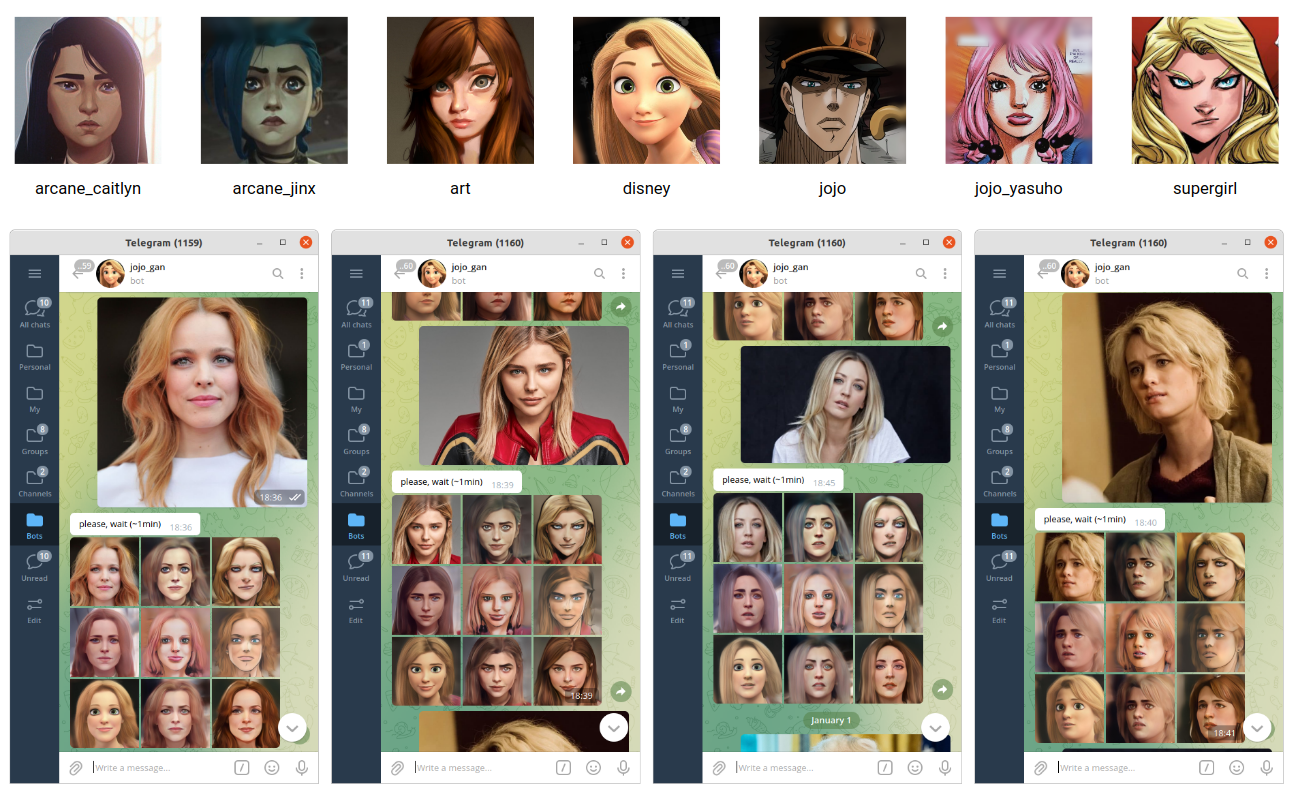 arcane_caitlyn
arcane_jinx
art
disney
jojo
jojo_yasuho
supergirl
Telegram (1159)
..59
jojo_gan
bot
10
All chats
Personal
My
8
Groups
2
Channels
Bots
10
Unread
Edit
18:36
please, wait (~1min) 18:36
Write a message...
Telegram (1160)
..60
jojo_gan
bot
11
All chats
1
Personal
My
8
Groups
2
Channels
Bots
11
Unread
Edit
please, wait (~1min) 18:39
18:39
Write a message...
Telegram (1160)
..60
jojo_gan
bot
11
All chats
1
Personal
My
8
Groups
2
Channels
Bots
11
Unread
Edit
please, wait (~1min) 18:45
January 1
Write a message...
Telegram (1160)
..60
jojo_gan
bot
11
All chats
1
Personal
My
8
Groups
2
Channels
Bots
11
Unread
Edit
please, wait (~1min) 18:40
18:41
Write a message...